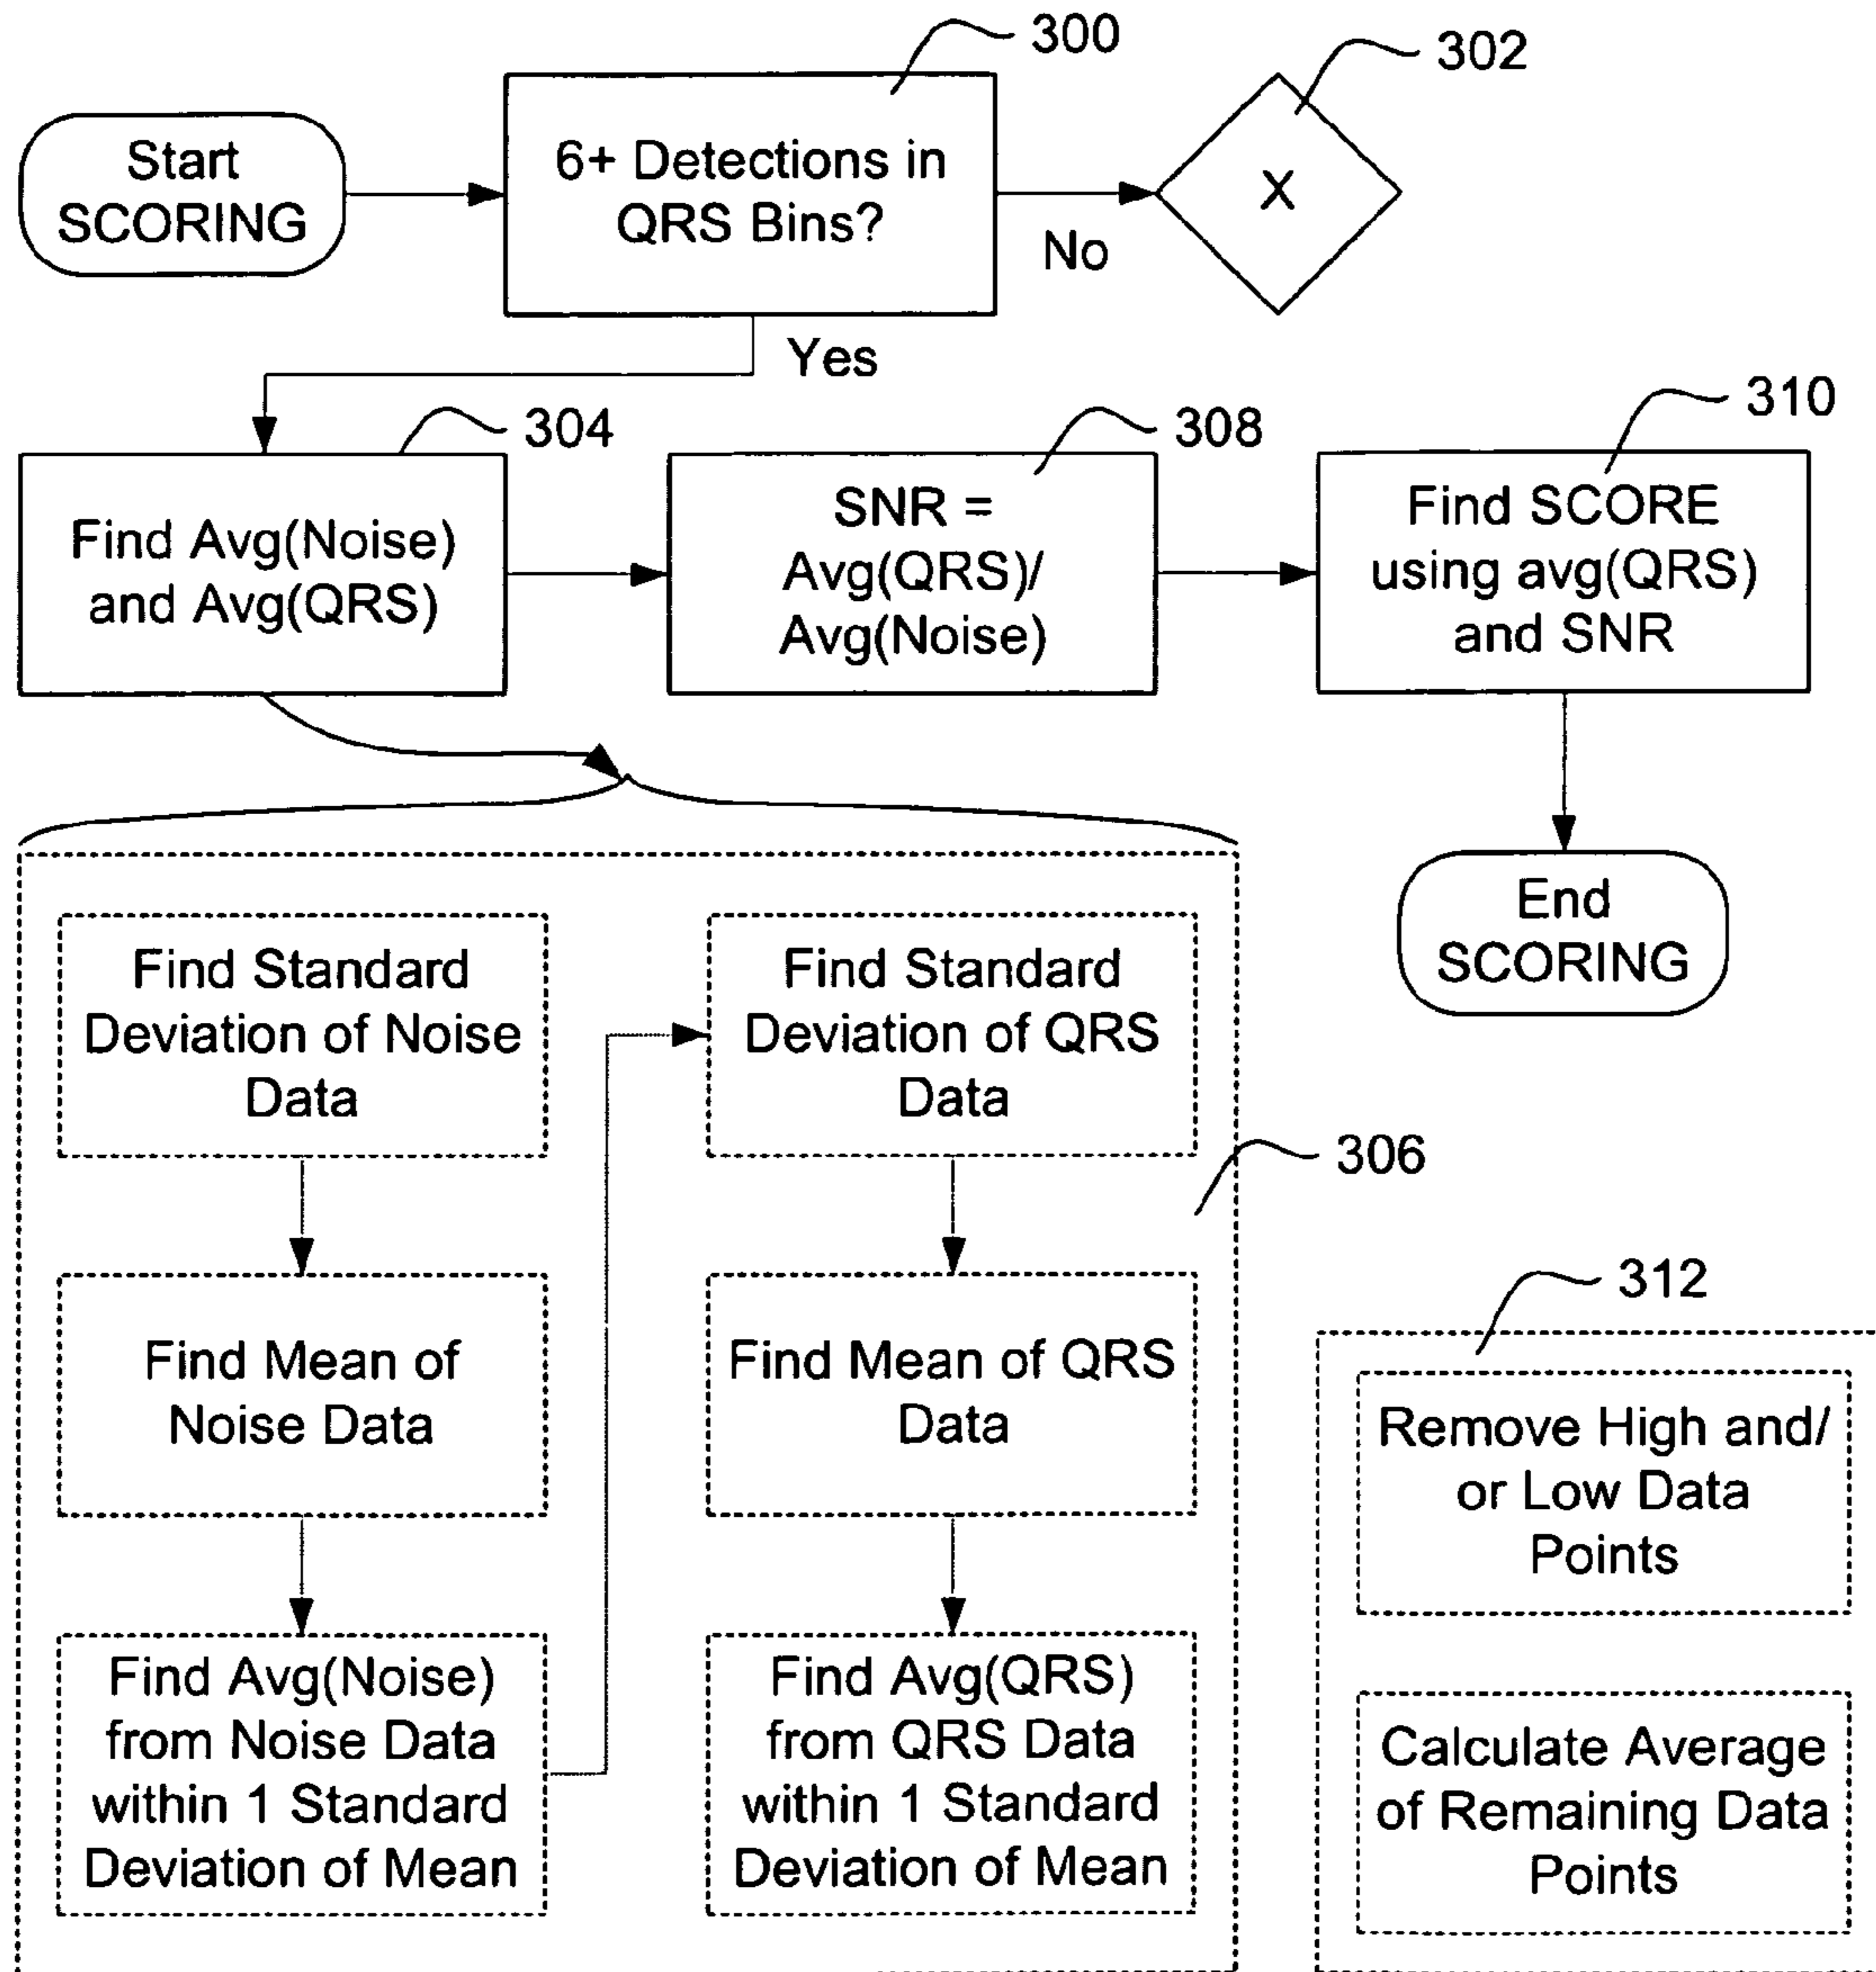 300
302
Start
SCORING
6+ Detections in
QRS Bins?
X
No
Yes
304
308
310
Find Avg(Noise)
and Avg(QRS)
SNR =
Avg(QRS)/
Avg(Noise)
Find SCORE
using avg(QRS)
and SNR
End
SCORING
Find Standard
Deviation of Noise
Data
Find Mean of
Noise Data
Find Avg(Noise)
from Noise Data
within 1 Standard
Deviation of Mean
Find Standard
Deviation of QRS
Data
Find Mean of QRS
Data
Find Avg(QRS)
from QRS Data
within 1 Standard
Deviation of Mean
306
312
Remove High and/
or Low Data
Points
Calculate Average
of Remaining Data
Points